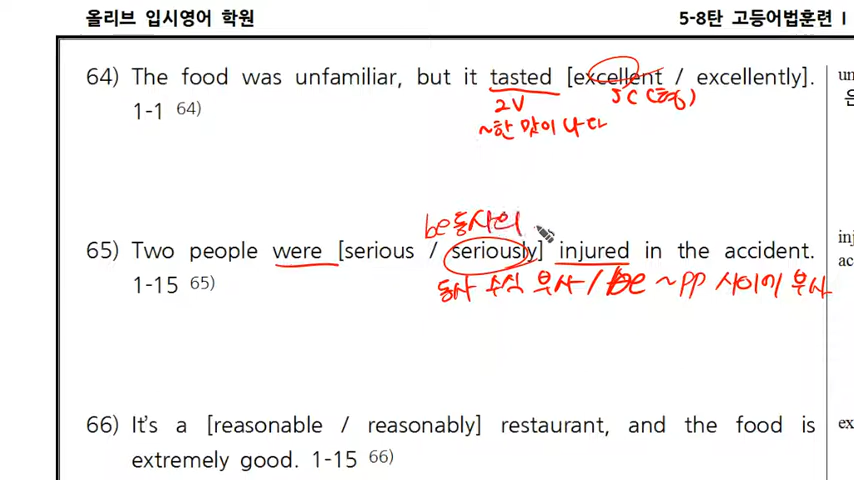 올리브 입시영어 학원 5-8탄 고등어법훈련 I
64) The food was unfamiliar, but it tasted [excellent / excellently].
1-1 64)
2V SC (형)
~한 맛이 나다
be동사의
65) Two people were [serious / seriously] injured in the accident.
1-15 65)
동사 수식 부사 / be ~ pp 사이에 부사
66) It's a [reasonable / reasonably] restaurant, and the food is
extremely good. 1-15 66)
un
음
inj
ac
ex